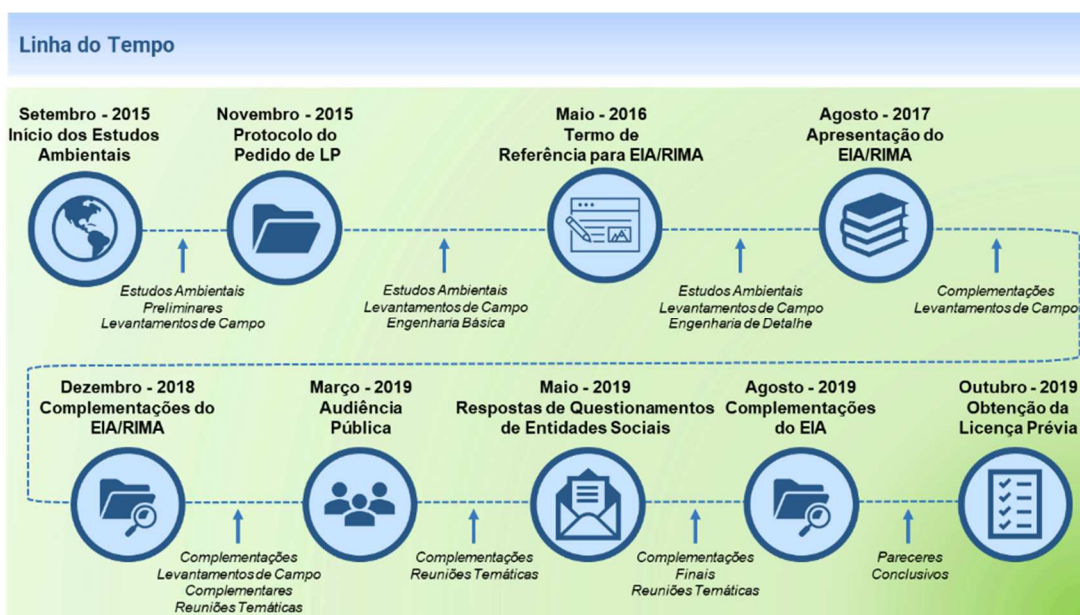 Linha do Tempo
Setembro - 2015
Início dos Estudos
Ambientais
Novembro - 2015
Protocolo do
Pedido de LP
Maio - 2016
Termo de
Referência para EIA/RIMA
Agosto - 2017
Apresentação do
EIA/RIMA
Estudos Ambientais
Preliminares
Levantamentos de Campo
Estudos Ambientais
Levantamentos de Campo
Engenharia Básica
Estudos Ambientais
Levantamentos de Campo
Engenharia de Detalhe
Complementações
Levantamentos de Campo
Dezembro - 2018
Complementações do
EIA/RIMA
Março - 2019
Audiência
Pública
Maio - 2019
Respostas de Questionamentos
de Entidades Sociais
Agosto - 2019
Complementações
do EIA
Outubro - 2019
Obtenção da
Licença Prévia
Complementações
Levantamentos de Campo
Complementares
Reuniões Temáticas
Complementações
Reuniões Temáticas
Complementações
Finais
Reuniões Temáticas
Pareceres
Conclusivos